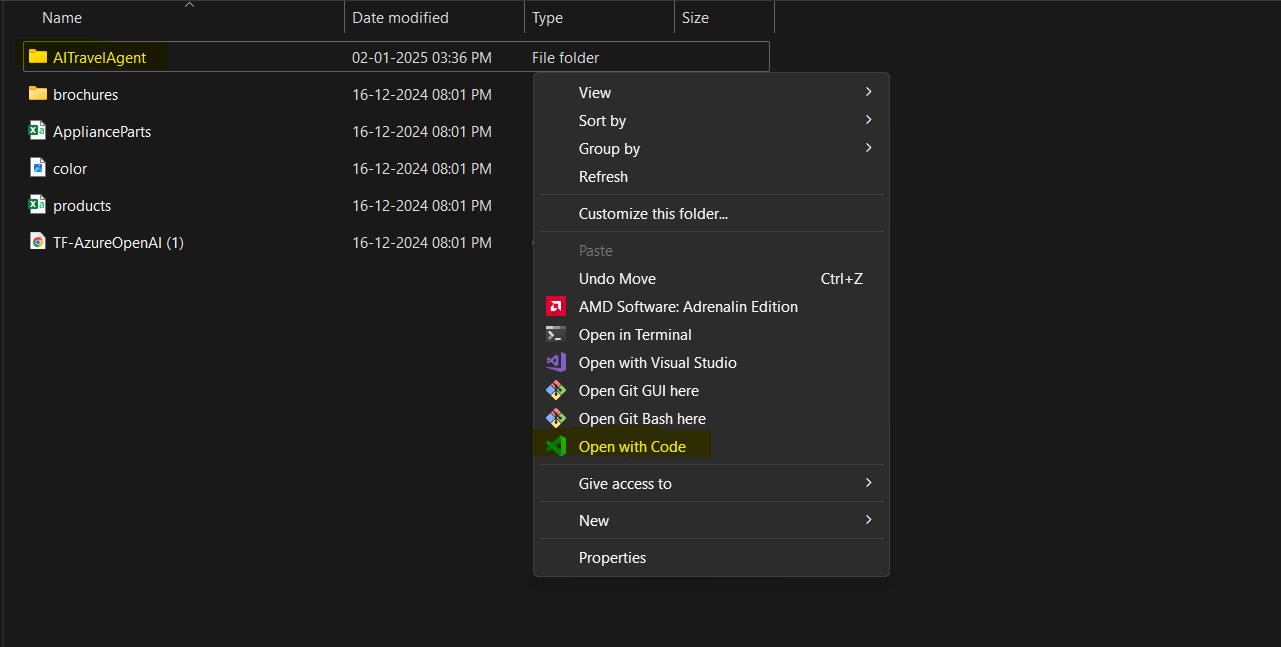 Name Date modified Type Size
AITravelAgent 02-01-2025 03:36 PM File folder
brochures 16-12-2024 08:01 PM
ApplianceParts 16-12-2024 08:01 PM
color 16-12-2024 08:01 PM
products 16-12-2024 08:01 PM
TF-AzureOpenAI (1) 16-12-2024 08:01 PM
View
Sort by
Group by
Refresh
Customize this folder...
Paste
Undo Move Ctrl+Z
AMD Software: Adrenalin Edition
Open in Terminal
Open with Visual Studio
Open Git GUI here
Open Git Bash here
Open with Code
Give access to
New
Properties